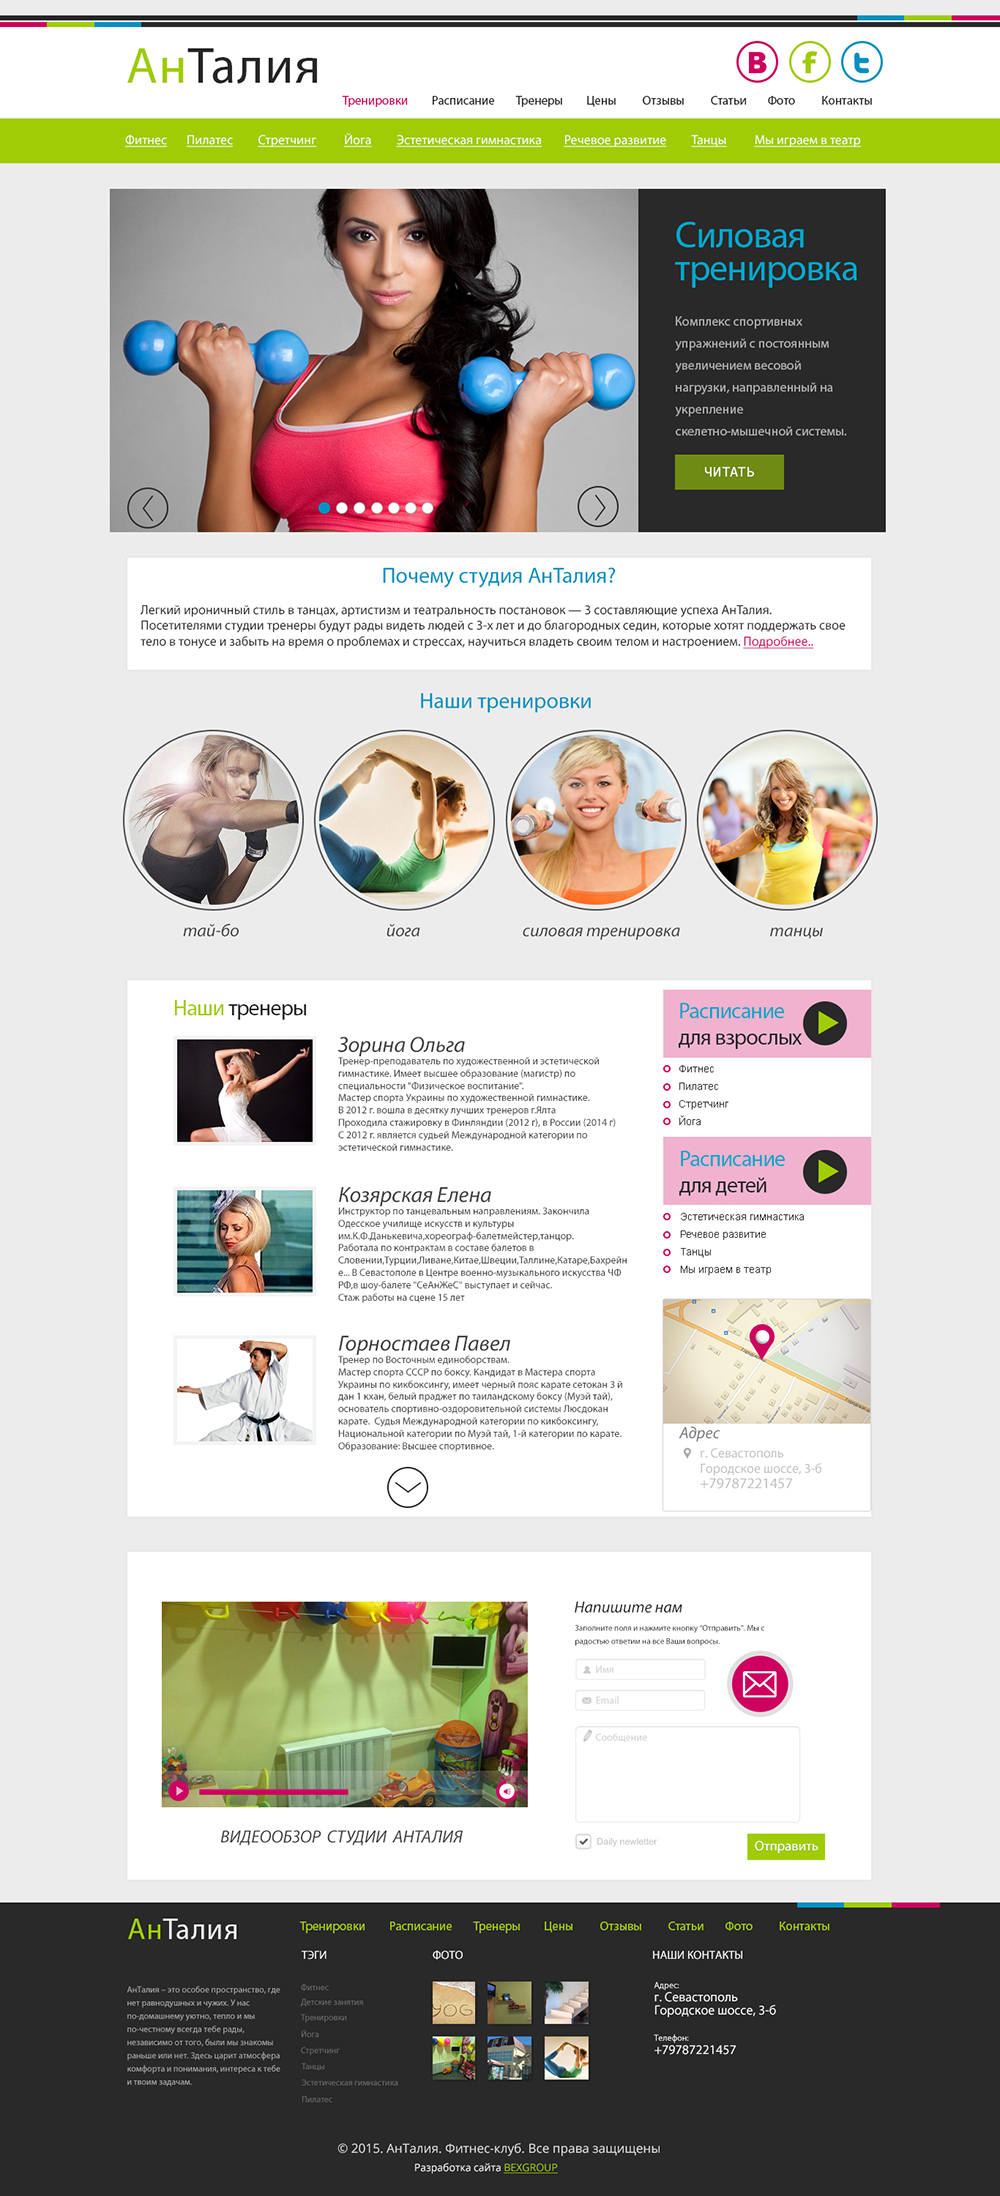 АнТалия
B f t
Тренировки Расписание Тренеры Цены Отзывы Статьи Фото Контакты
Фитнес Пилатес Стретчинг Йога Эстетическая гимнастика Речевое развитие Танцы Мы играем в театр
Силовая
тренировка
Комплекс спортивных
упражнений с постоянным
увеличением весовой
нагрузки, направленный на
укрепление
скелетно-мышечной системы.
ЧИТАТЬ
Почему студия АнТалия?
Легкий ироничный стиль в танцах, артистизм и театральность постановок — 3 составляющие успеха АнТалия.
Посетителями студии тренеры будут рады видеть людей с 3-х лет и до благородных седин, которые хотят поддержать свое
тело в тонусе и забыть на время о проблемах и стрессах, научиться владеть своим телом и настроением. Подробнее..
Наши тренировки
тай-бо йога силовая тренировка танцы
Наши тренеры
Зорина Ольга
Тренер-преподаватель по художественной и эстетической
гимнастике. Имеет высшее образование (магистр) по
специальности "Физическое воспитание".
Мастер спорта Украины по художественной гимнастике.
В 2012 г. вошла в десятку лучших тренеров г.Ялта
Проходила стажировку в Финляндии (2012 г), в России (2014 г)
С 2012 г. является судьей Международной категории по
эстетической гимнастике.
Козярская Елена
Инструктор по танцевальным направлениям. Закончила
Одесское училище искусств и культуры
им.К.Ф.Данькевича,хореограф-балетмейстер,танцор.
Работала по контрактам в составе балетов в
Словении,Турции,Ливане,Китае,Швеции,Таллине,Катаре,Бахрейн
е... В Севастополе в Центре военно-музыкального искусства ЧФ
РФ,в шоу-балете "СеАнЖеС" выступает и сейчас.
Стаж работы на сцене 15 лет
Горностаев Павел
Тренер по Восточным единоборствам.
Мастер спорта СССР по боксу. Кандидат в Мастера спорта
Украины по кикбоксингу, имеет черный пояс карате сетокан 3 й
дан 1 кхан, белый праджет по таиландскому боксу (Муэй тай),
основатель спортивно-оздоровительной системы Люсдокан
карате. Судья Международной категории по кикбоксингу,
Национальной категории по Муэй тай, 1-й категории по карате.
Образование: Высшее спортивное.
Расписание
для взрослых
Фитнес
Пилатес
Стретчинг
Йога
Расписание
для детей
Эстетическая гимнастика
Речевое развитие
Танцы
Мы играем в театр
Адрес
г. Севастополь
Городское шоссе, 3-б
+79787221457
ВИДЕООБЗОР СТУДИИ АНТАЛИЯ
Напишите нам
Заполните поля и нажмите кнопку "Отправить". Мы с
радостью ответим на все Ваши вопросы.
Имя
Email
Сообщение
Daily newletter
Отправить
АнТалия
Тренировки Расписание Тренеры Цены Отзывы Статьи Фото Контакты
АнТалия – это особое пространство, где
нет равнодушных и чужих. У нас
по-домашнему уютно, тепло и мы
по-честному всегда тебе рады,
независимо от того, были мы знакомы
раньше или нет. Здесь царит атмосфера
комфорта и понимания, интереса к тебе
и твоим задачам.
ТЭГИ
Фитнес
Детские занятия
Тренировки
Йога
Стретчинг
Танцы
Эстетическая гимнастика
Пилатес
ФОТО
YOG
НАШИ КОНТАКТЫ
Адрес:
г. Севастополь
Городское шоссе, 3-б
Телефон:
+79787221457
© 2015. АнТалия. Фитнес-клуб. Все права защищены
Разработка сайта BEXGROUP